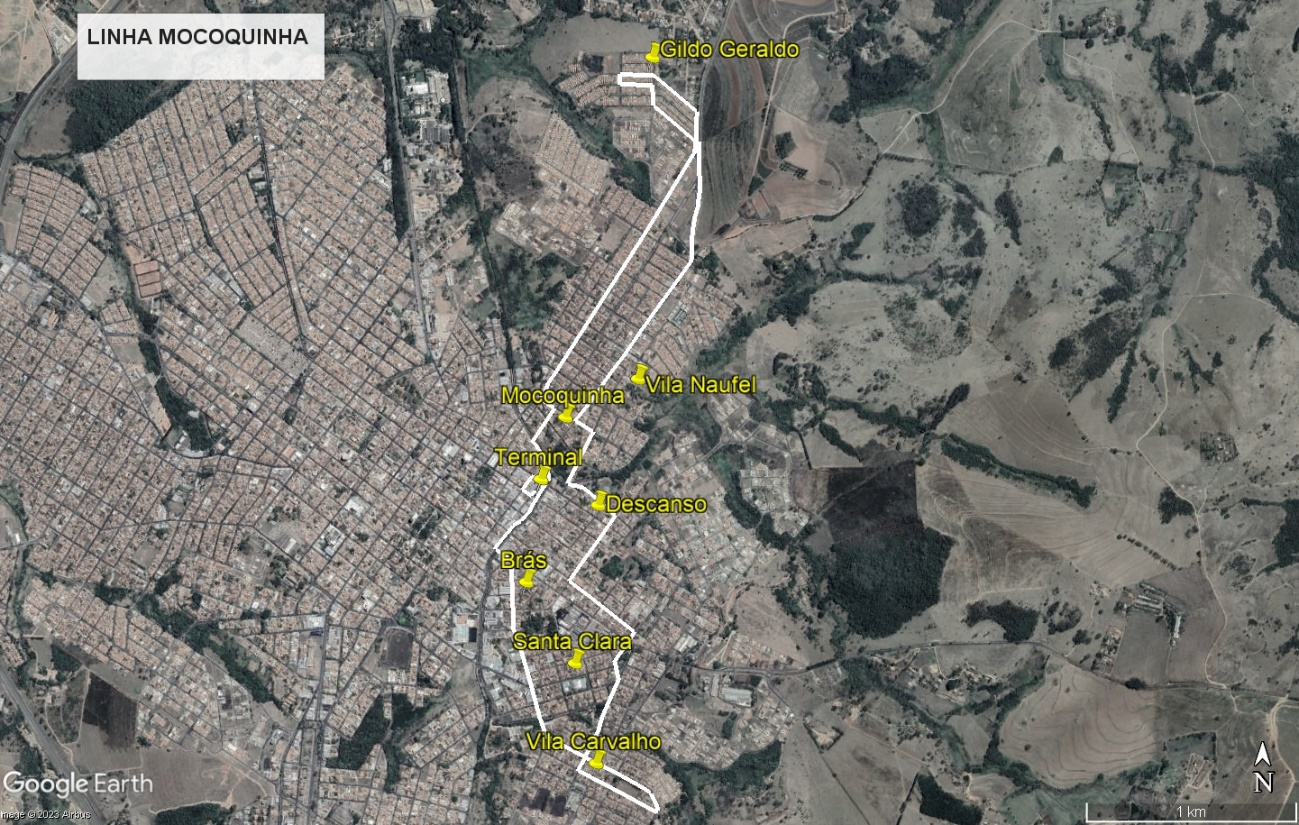 LINHA MOCOQUINHA
Gildo Geraldo
Vila Naufel
Mocoquinha
Terminal
Descanso
Brás
Santa Clara
Vila Carvalho
Google Earth
N
Image © 2023 Airbus
1 km